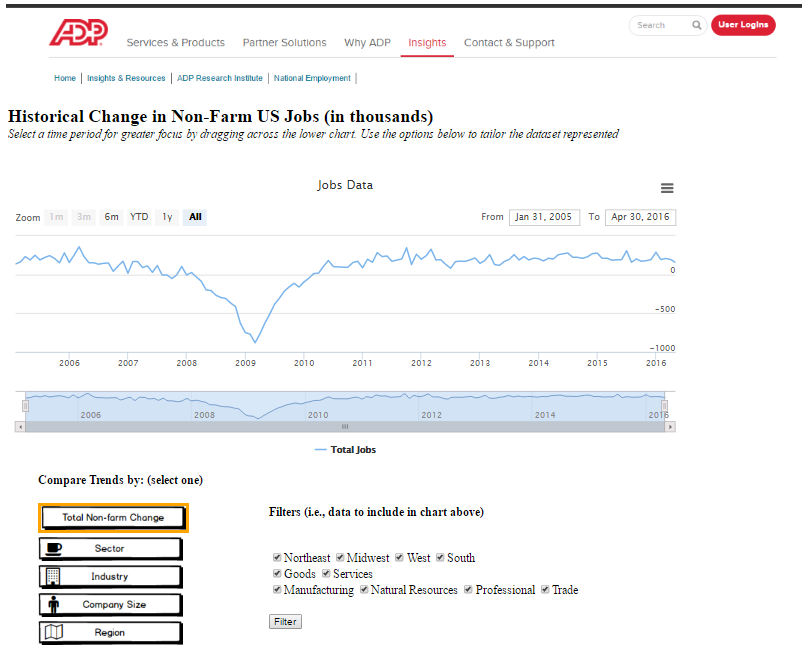 Search
User Logins
ADP
Services & Products Partner Solutions Why ADP Insights Contact & Support
Home | Insights & Resources | ADP Research Institute | National Employment |
Historical Change in Non-Farm US Jobs (in thousands)
Select a time period for greater focus by dragging across the lower chart. Use the options below to tailor the dataset represented
Jobs Data
Zoom 1m 3m 6m YTD 1y All From Jan 31, 2005 To Apr 30, 2016
0
-500
-1000
2006 2007 2008 2009 2010 2011 2012 2013 2014 2015 2016
2006 2008 2010 2012 2014 2016
Total Jobs
Compare Trends by: (select one)
Total Non-farm Change
Sector
Industry
Company Size
Region
Filters (i.e., data to include in chart above)
Northeast Midwest West South
Goods Services
Manufacturing Natural Resources Professional Trade
Filter